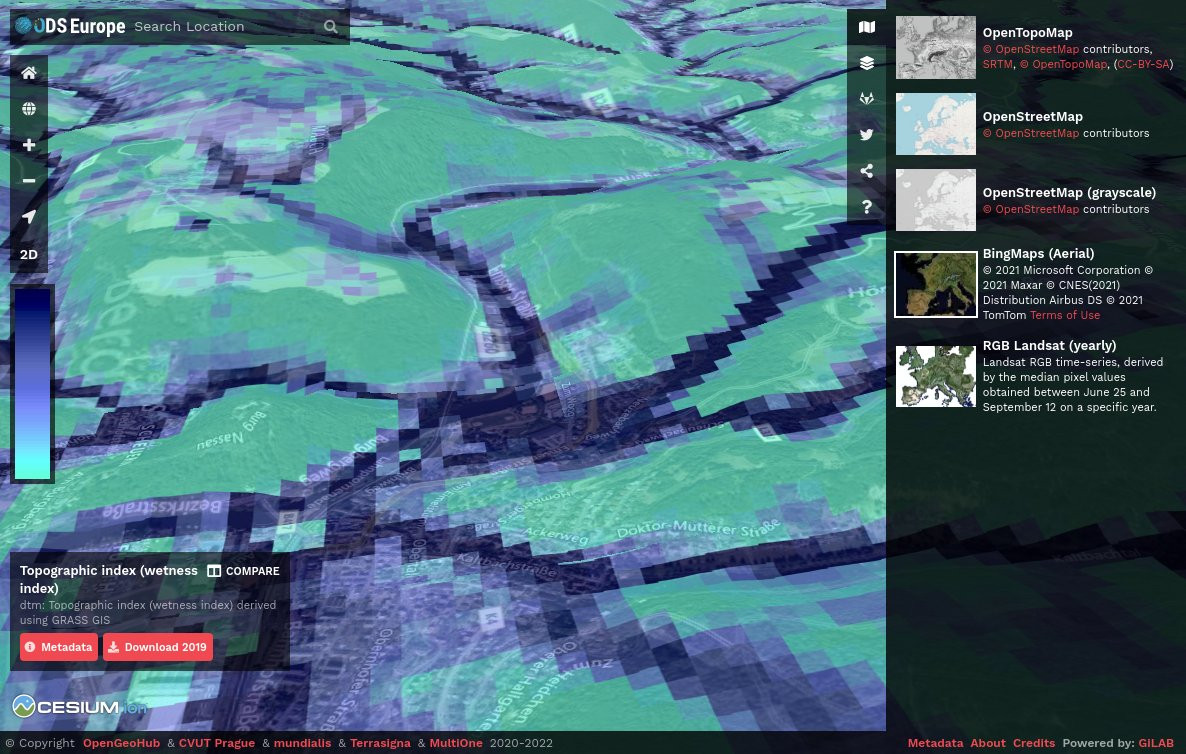 ODS Europe
Search Location
2D
OpenTopoMap
© OpenStreetMap contributors,
SRTM, © OpenTopoMap, (CC-BY-SA)
OpenStreetMap
© OpenStreetMap contributors
OpenStreetMap (grayscale)
© OpenStreetMap contributors
BingMaps (Aerial)
© 2021 Microsoft Corporation ©
2021 Maxar © CNES(2021)
Distribution Airbus DS © 2021
TomTom Terms of Use
RGB Landsat (yearly)
Landsat RGB time-series, derived
by the median pixel values
obtained between June 25 and
September 12 on a specific year.
Burg Nassau
Bezirksstraße
Ackerweg
Doktor-Mutterer Straße
Kaltbachstraße
Kaltbachtal
Topographic index (wetness
index)
COMPARE
dtm: Topographic index (wetness index) derived
using GRASS GIS
Metadata
Download 2019
CESIUM ion
© Copyright OpenGeoHub & CVUT Prague & mundialis & Terrasigna & MultiOne 2020-2022
Metadata About Credits Powered by: GiLAB